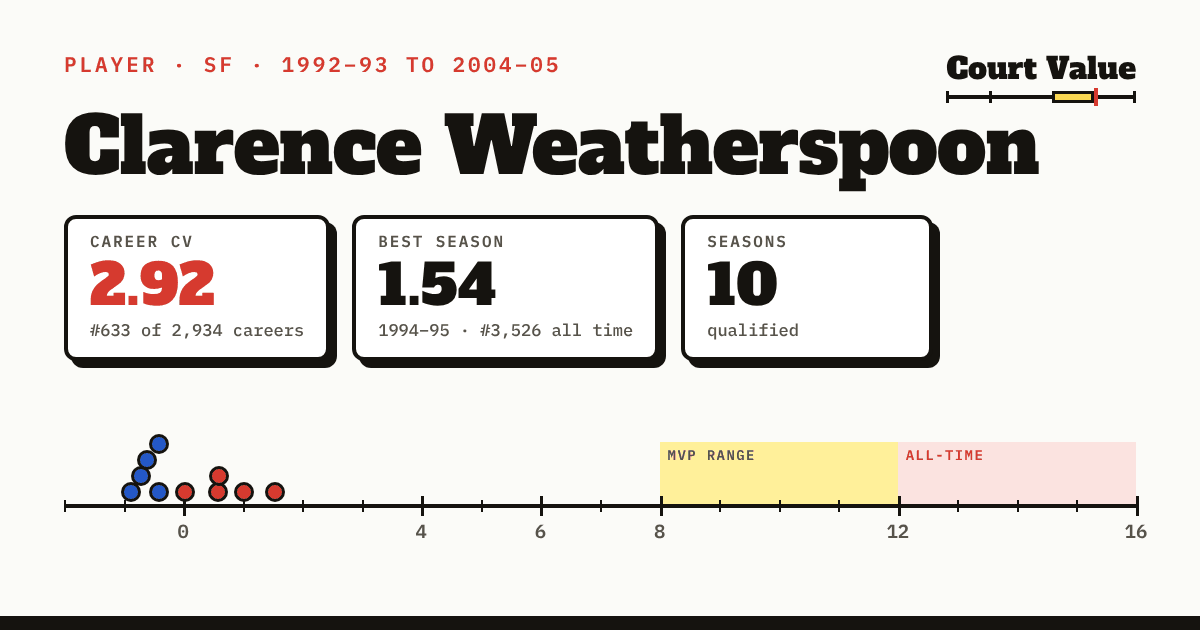 PLAYER · SF · 1992–93 TO 2004–05
Court Value
Clarence Weatherspoon
CAREER CV
2.92
#633 of 2,934 careers
BEST SEASON
1.54
1994–95 · #3,526 all time
SEASONS
10
qualified
MVP RANGE
ALL-TIME
0
4
6
8
12
16